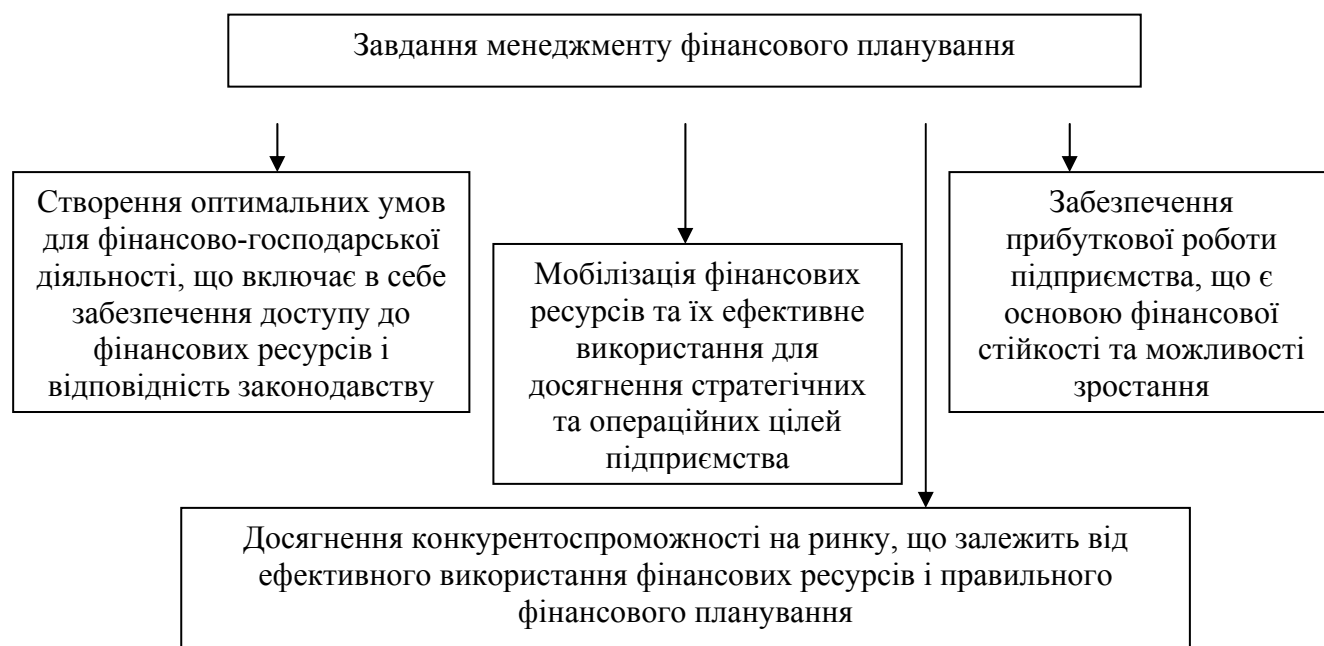 Завдання менеджменту фінансового планування
Створення оптимальних умов
для фінансово-господарської
діяльності, що включає в себе
забезпечення доступу до
фінансових ресурсів і
відповідність законодавству
Мобілізація фінансових
ресурсів та їх ефективне
використання для
досягнення стратегічних
та операційних цілей
підприємства
Забезпечення
прибуткової роботи
підприємства, що є
основою фінансової
стійкості та можливості
зростання
Досягнення конкурентоспроможності на ринку, що залежить від
ефективного використання фінансових ресурсів і правильного
фінансового планування